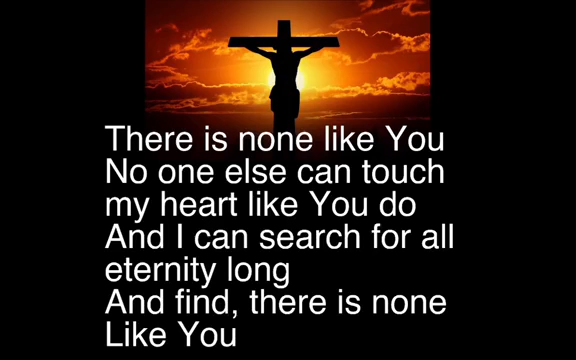 There is none like You
No one else can touch
my heart like You do
And I can search for all
eternity long
And find, there is none
Like You